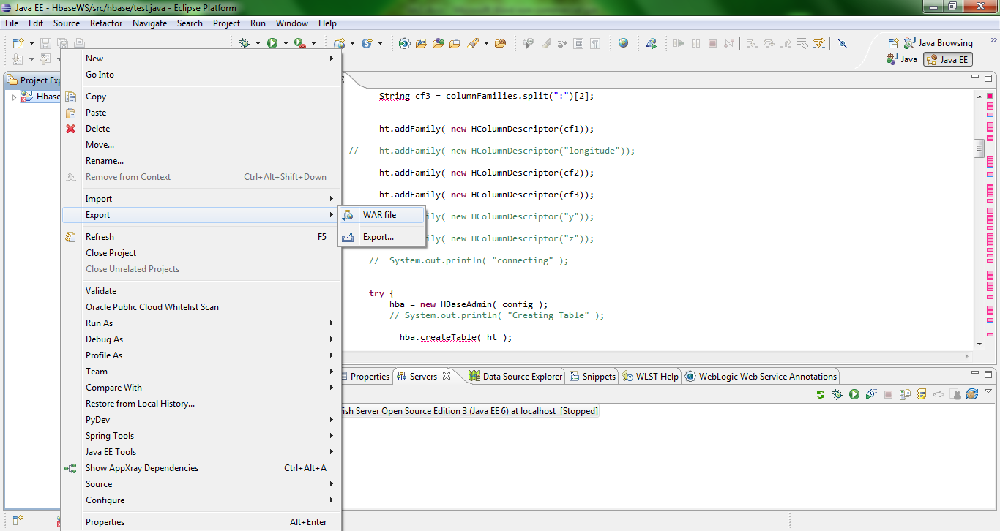 Java EE - HbaseWS/src/hbase/test.java - Eclipse Platform
File Edit Source Refactor Navigate Search Project Run Window Help
Java Browsing
Java
Java EE
Project Exp
Hbase
New
Go Into
Copy
Paste
Delete
Move...
Rename...
Remove from Context Ctrl+Alt+Shift+Down
Import
Export
Refresh F5
Close Project
Close Unrelated Projects
Validate
Oracle Public Cloud Whitelist Scan
Run As
Debug As
Profile As
Team
Compare With
Restore from Local History...
PyDev
Spring Tools
Java EE Tools
Show AppXray Dependencies Ctrl+Alt+A
Source
Configure
Properties Alt+Enter
WAR file
Export...
String cf3 = columnFamilies.split(":")[2];
ht.addFamily( new HColumnDescriptor(cf1));
// ht.addFamily( new HColumnDescriptor("longitude"));
ht.addFamily( new HColumnDescriptor(cf2));
ht.addFamily( new HColumnDescriptor(cf3));
ily( new HColumnDescriptor("y"));
ily( new HColumnDescriptor("z"));
// System.out.println( "connecting" );
try {
hba = new HBaseAdmin( config );
// System.out.println( "Creating Table" );
hba.createTable( ht );
Properties Servers Data Source Explorer Snippets WLST Help WebLogic Web Service Annotations
ish Server Open Source Edition 3 (Java EE 6) at localhost [Stopped]